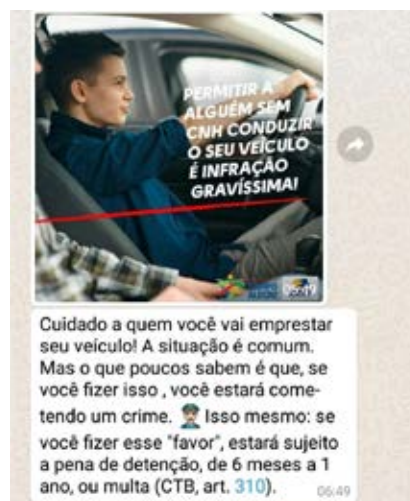 PERMITIR A
ALGUÉM SEM
CNH CONDUZIR
O SEU VEÍCULO
É INFRAÇÃO
GRAVÍSSIMA!
05:49
Cuidado a quem você vai emprestar
seu veículo! A situação é comum.
Mas o que poucos sabem é que, se
você fizer isso , você estará come-
tendo um crime. 👮 Isso mesmo: se
você fizer esse "favor", estará sujeito
a pena de detenção, de 6 meses a 1
ano, ou multa (CTB, art. 310).
06:49